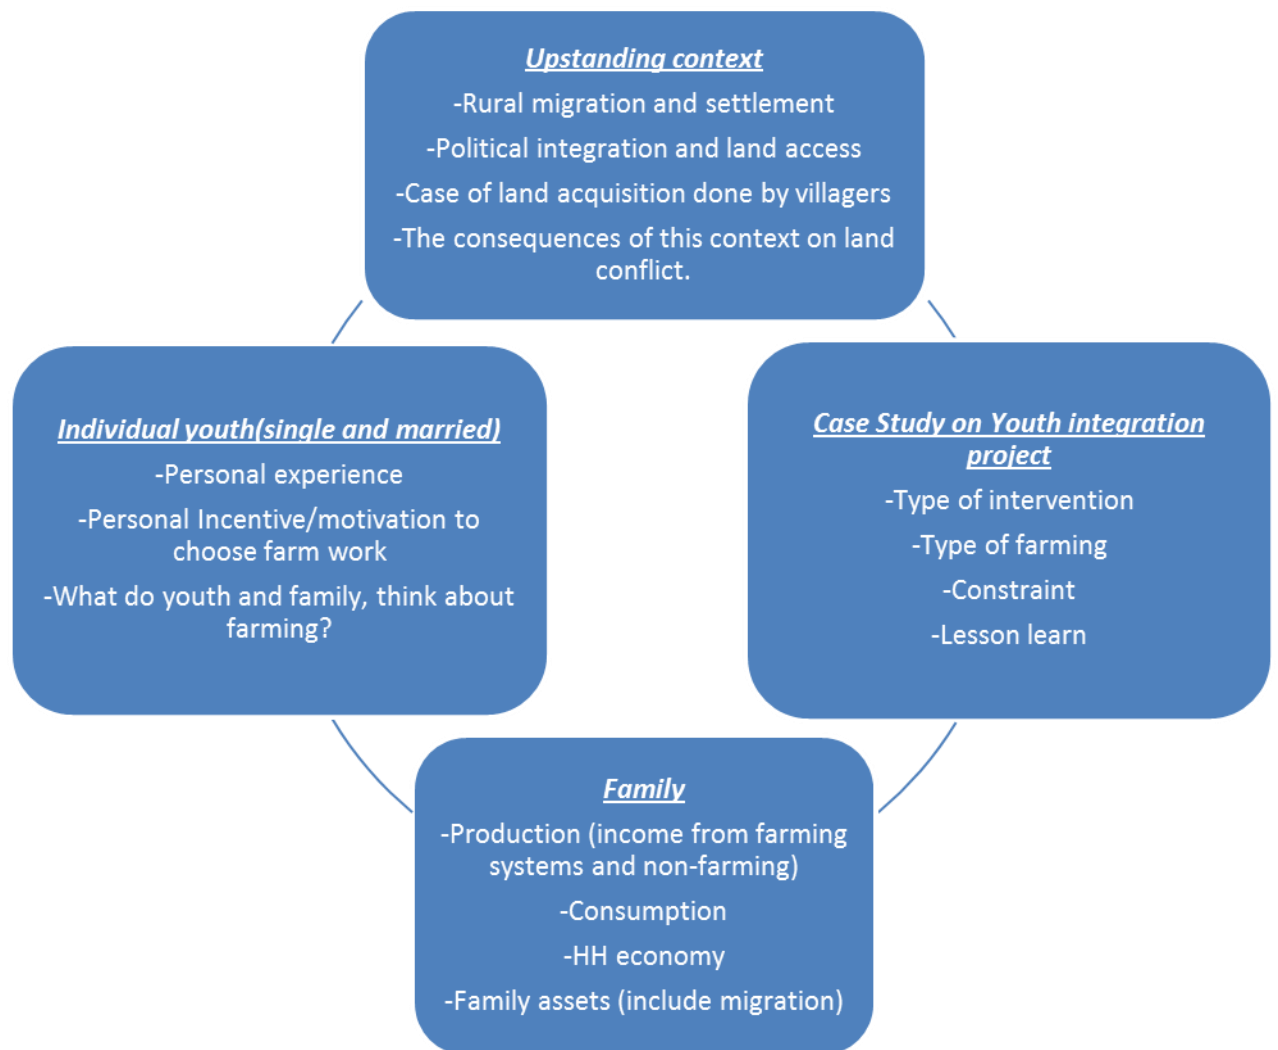 Upstanding context
-Rural migration and settlement
-Political integration and land access
-Case of land acquisition done by villagers
-The consequences of this context on land
conflict.
Individual youth(single and married)
-Personal experience
-Personal Incentive/motivation to
choose farm work
-What do youth and family, think about
farming?
Case Study on Youth integration
project
-Type of intervention
-Type of farming
-Constraint
-Lesson learn
Family
-Production (income from farming
systems and non-farming)
-Consumption
-HH economy
-Family assets (include migration)